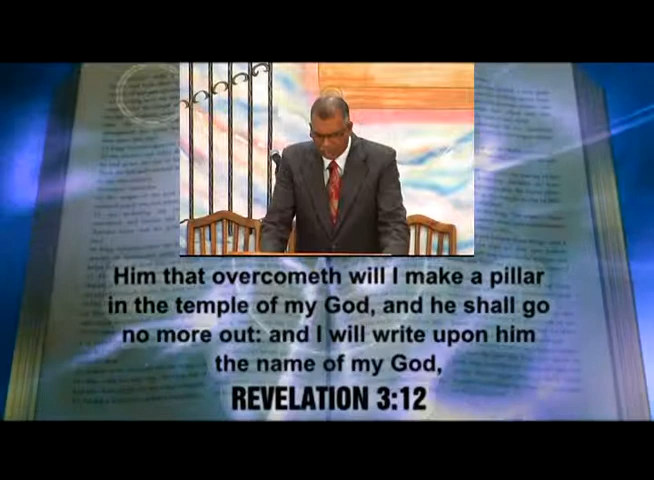 Him that overcometh will I make a pillar
in the temple of my God, and he shall go
no more out: and I will write upon him
the name of my God,
REVELATION 3:12